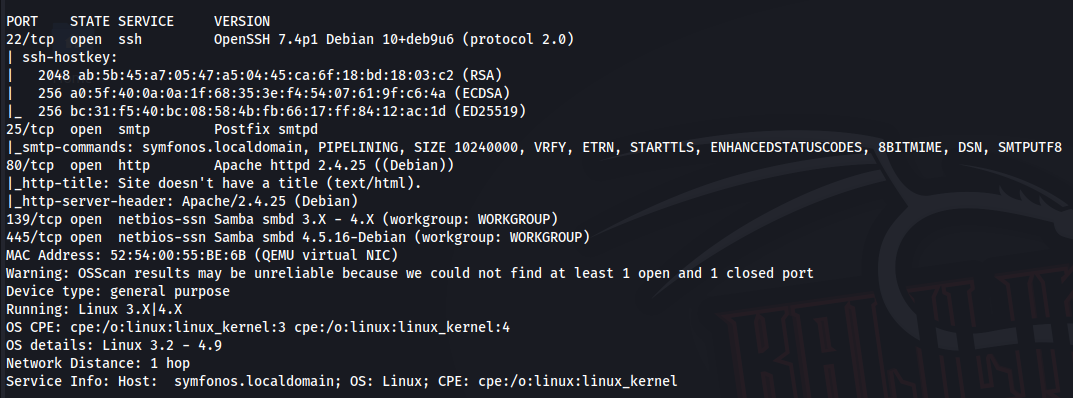 PORT    STATE SERVICE     VERSION
22/tcp  open  ssh         OpenSSH 7.4p1 Debian 10+deb9u6 (protocol 2.0)
| ssh-hostkey:
|   2048 ab:5b:45:a7:05:47:a5:04:45:ca:6f:18:bd:18:03:c2 (RSA)
|   256 a0:5f:40:0a:0a:1f:68:35:3e:f4:54:07:61:9f:c6:4a (ECDSA)
|_  256 bc:31:f5:40:bc:08:58:4b:fb:66:17:ff:84:12:ac:1d (ED25519)
25/tcp  open  smtp        Postfix smtpd
|_smtp-commands: symfonos.localdomain, PIPELINING, SIZE 10240000, VRFY, ETRN, STARTTLS, ENHANCEDSTATUSCODES, 8BITMIME, DSN, SMTPUTF8
80/tcp  open  http        Apache httpd 2.4.25 ((Debian))
|_http-title: Site doesn't have a title (text/html).
|_http-server-header: Apache/2.4.25 (Debian)
139/tcp open  netbios-ssn Samba smbd 3.X - 4.X (workgroup: WORKGROUP)
445/tcp open  netbios-ssn Samba smbd 4.5.16-Debian (workgroup: WORKGROUP)
MAC Address: 52:54:00:55:BE:6B (QEMU virtual NIC)
Warning: OSScan results may be unreliable because we could not find at least 1 open and 1 closed port
Device type: general purpose
Running: Linux 3.X|4.X
OS CPE: cpe:/o:linux:linux_kernel:3 cpe:/o:linux:linux_kernel:4
OS details: Linux 3.2 - 4.9
Network Distance: 1 hop
Service Info: Host:  symfonos.localdomain; OS: Linux; CPE: cpe:/o:linux:linux_kernel